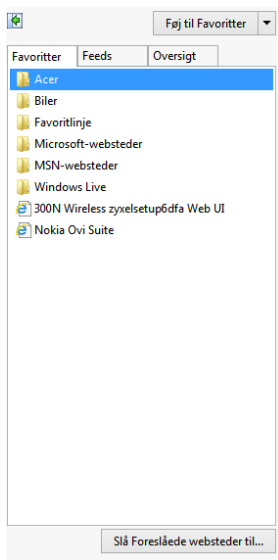 Føj til Favoritter
Favoritter Feeds Oversigt
Acer
Biler
Favoritlinje
Microsoft-websteder
MSN-websteder
Windows Live
300N Wireless zyxelsetup6dfa Web UI
Nokia Ovi Suite
Slå Foreslåede websteder til...